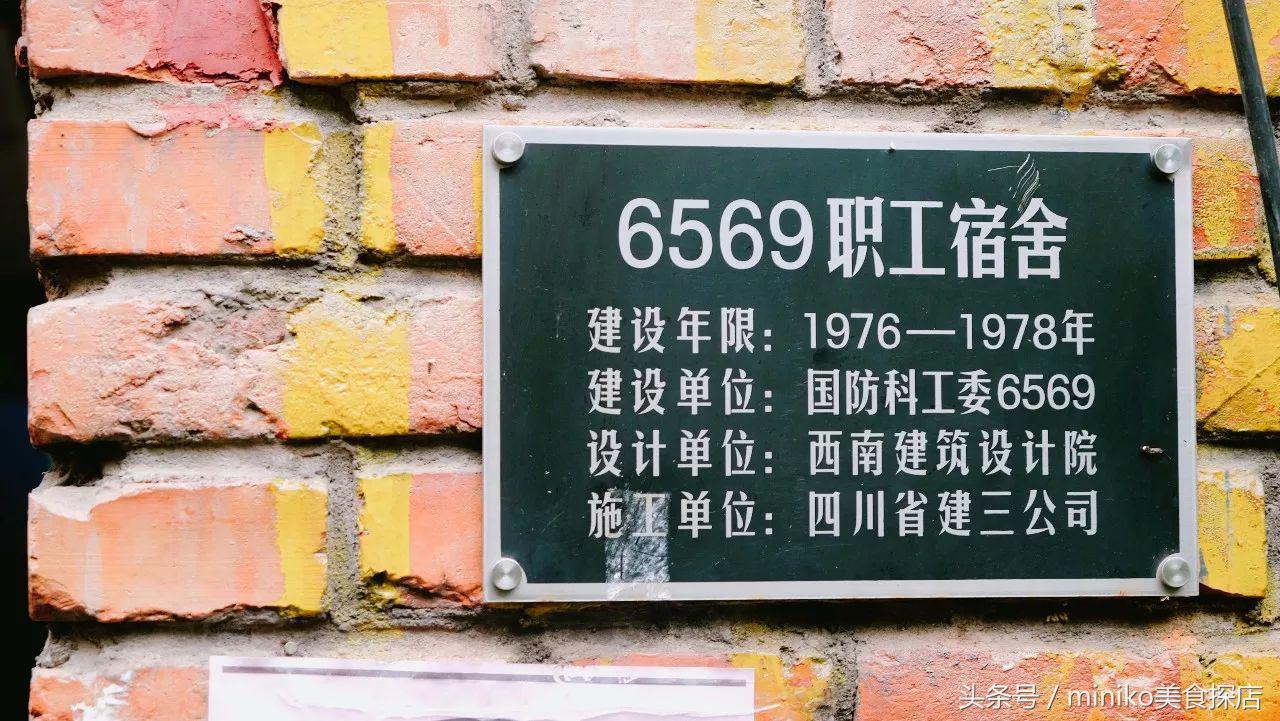 6569职工宿舍
建设年限：1976—1978年
建设单位：国防科工委6569
设计单位：西南建筑设计院
施工单位：四川省建三公司
头条号 / miniko美食探店